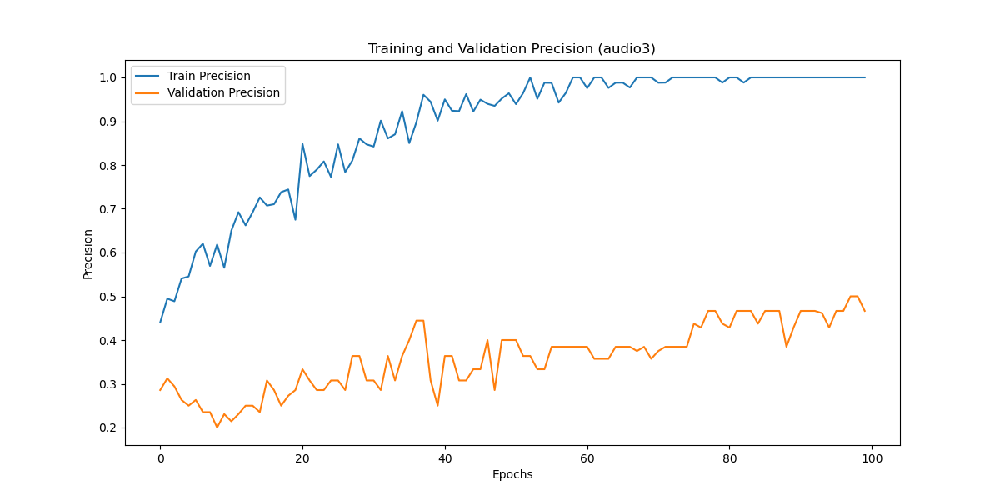 Training and Validation Precision (audio3)
Train Precision
Validation Precision
1.0
0.9
0.8
0.7
0.6
0.5
0.4
0.3
0.2
Precision
0 20 40 60 80 100
Epochs